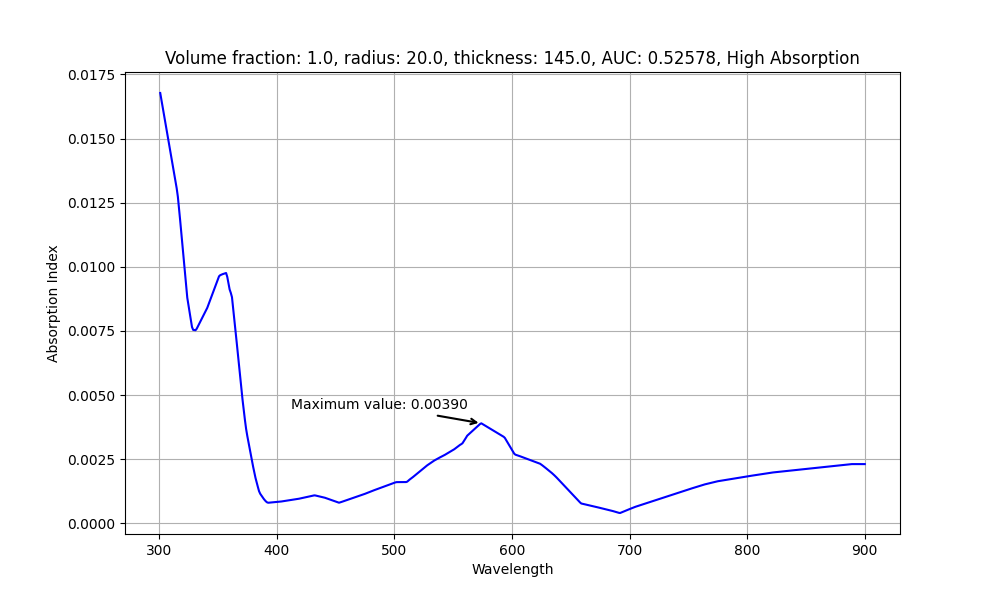 Volume fraction: 1.0, radius: 20.0, thickness: 145.0, AUC: 0.52578, High Absorption
0.0175
0.0150
0.0125
0.0100
0.0075
0.0050
0.0025
0.0000
Absorption Index
Maximum value: 0.00390
300 400 500 600 700 800 900
Wavelength